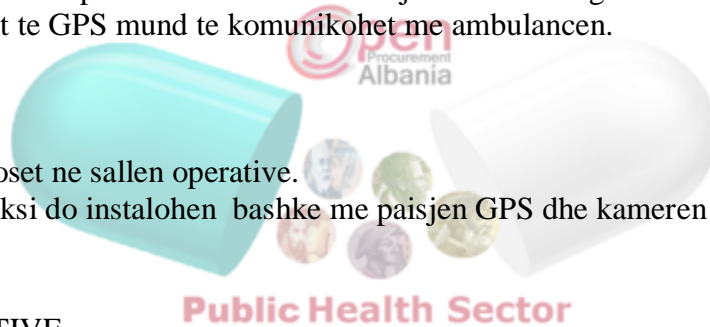 t te GPS mund te komunikohet me ambulancen.
Open
Procurement
Albania
oset ne sallen operative.
ksi do instalohen bashke me paisjen GPS dhe kameren
Public Health Sector
TIVE